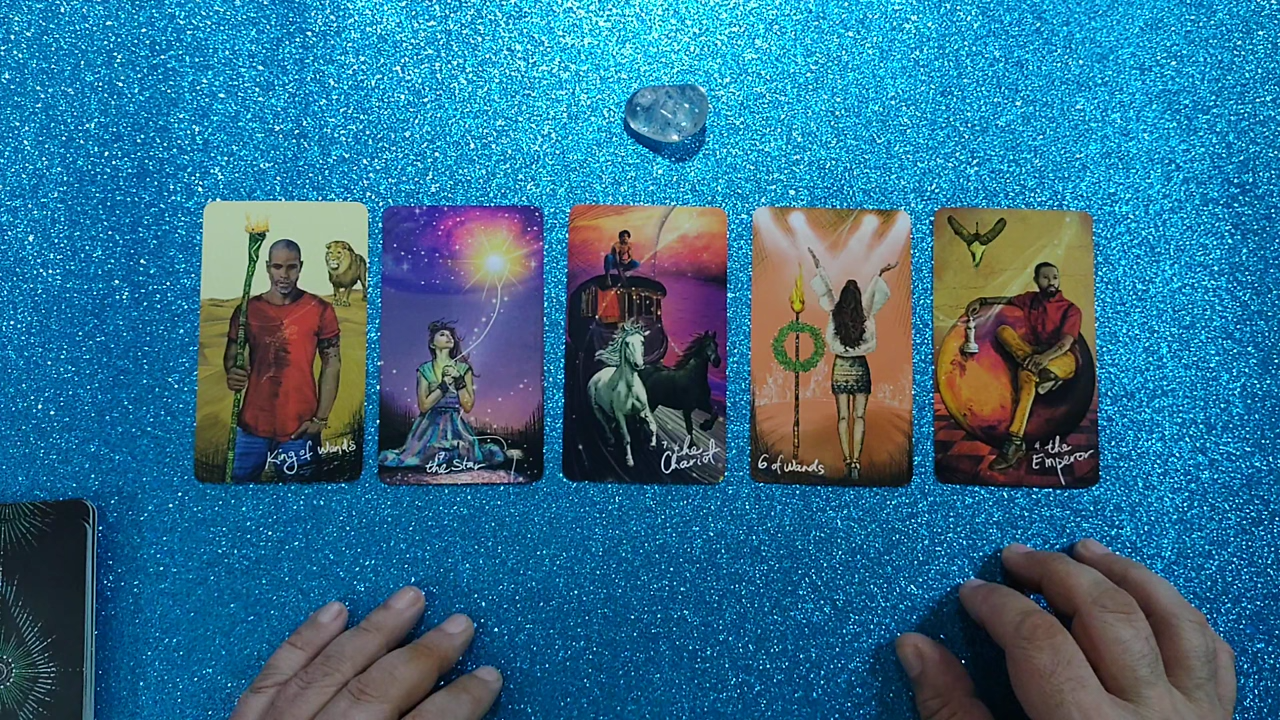 King of Wands
17
the Star
7 the
Chariot
6 of wands
4 the
Emperor